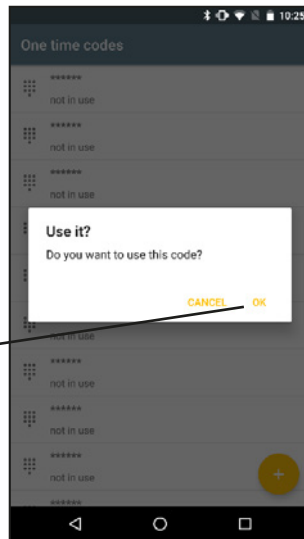 10:25
One time codes
******
not in use
******
not in use
******
not in use
Use it?
Do you want to use this code?
CANCEL OK
not in use
******
not in use
******
not in use
******
not in use
+
******